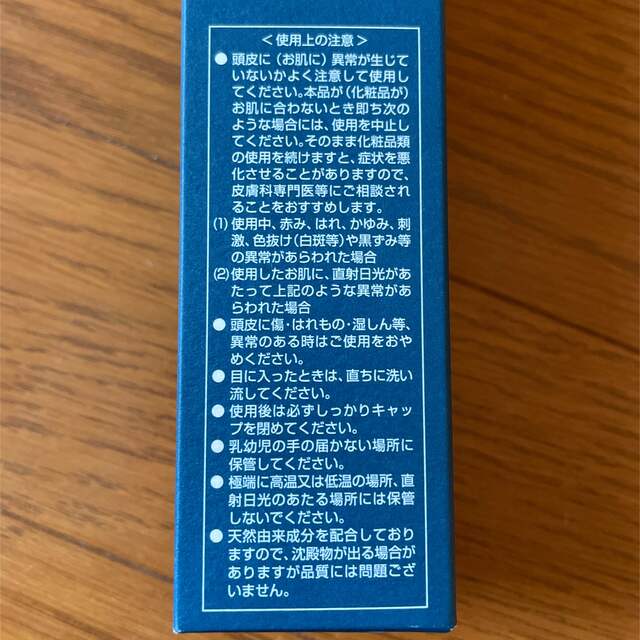 <使用上の注意>
●頭皮に(お肌に)異常が生じて
いないかよく注意して使用し
てください。本品が(化粧品が)
お肌に合わないとき即ち次の
ような場合には、使用を中止し
てください。そのまま化粧品類
の使用を続けますと、症状を悪
化させることがありますので、
皮膚科専門医等にご相談され
ることをおすすめします。
(1)使用中、赤み、はれ、かゆみ、刺
激、色抜け(白斑等)や黒ずみ等
の異常があらわれた場合
(2)使用したお肌に、直射日光があ
たって上記のような異常があ
らわれた場合
●頭皮に傷・はれもの・湿しん等、
異常のある時はご使用をおや
めください。
●目に入ったときは、直ちに洗い
流してください。
●使用後は必ずしっかりキャッ
プを閉めてください。
●乳幼児の手の届かない場所に
保管してください。
●極端に高温又は低温の場所、直
射日光のあたる場所には保管
しないでください。
●天然由来成分を配合しており
ますので、沈殿物が出る場合が
ありますが品質には問題ござ
いません。